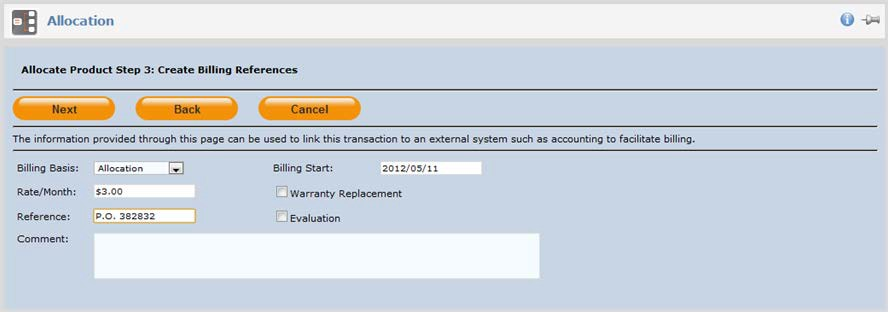 Allocation
Allocate Product Step 3: Create Billing References
Next Back Cancel
The information provided through this page can be used to link this transaction to an external system such as accounting to facilitate billing.
Billing Basis: Allocation Billing Start: 2012/05/11
Rate/Month: $3.00 Warranty Replacement
Reference: P.O. 382832 Evaluation
Comment: